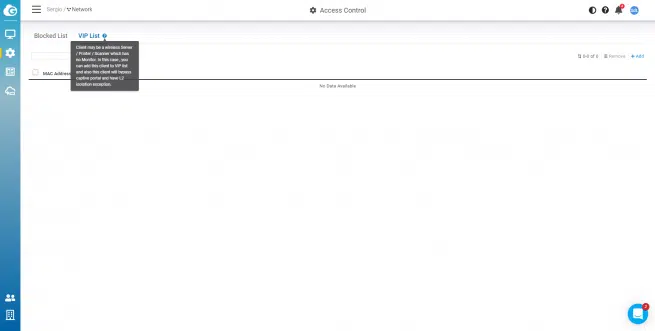 Sergio / Network
Access Control
Blocked List
VIP List
Client may be a wireless Server
/ Printer / Scanner which has
no Monitor. In this case, you
can add this client to VIP list
and also this client will bypass
captive portal and have L2
isolation exception.
0-0 of 0
Remove
+ Add
MAC Address
No Data Available